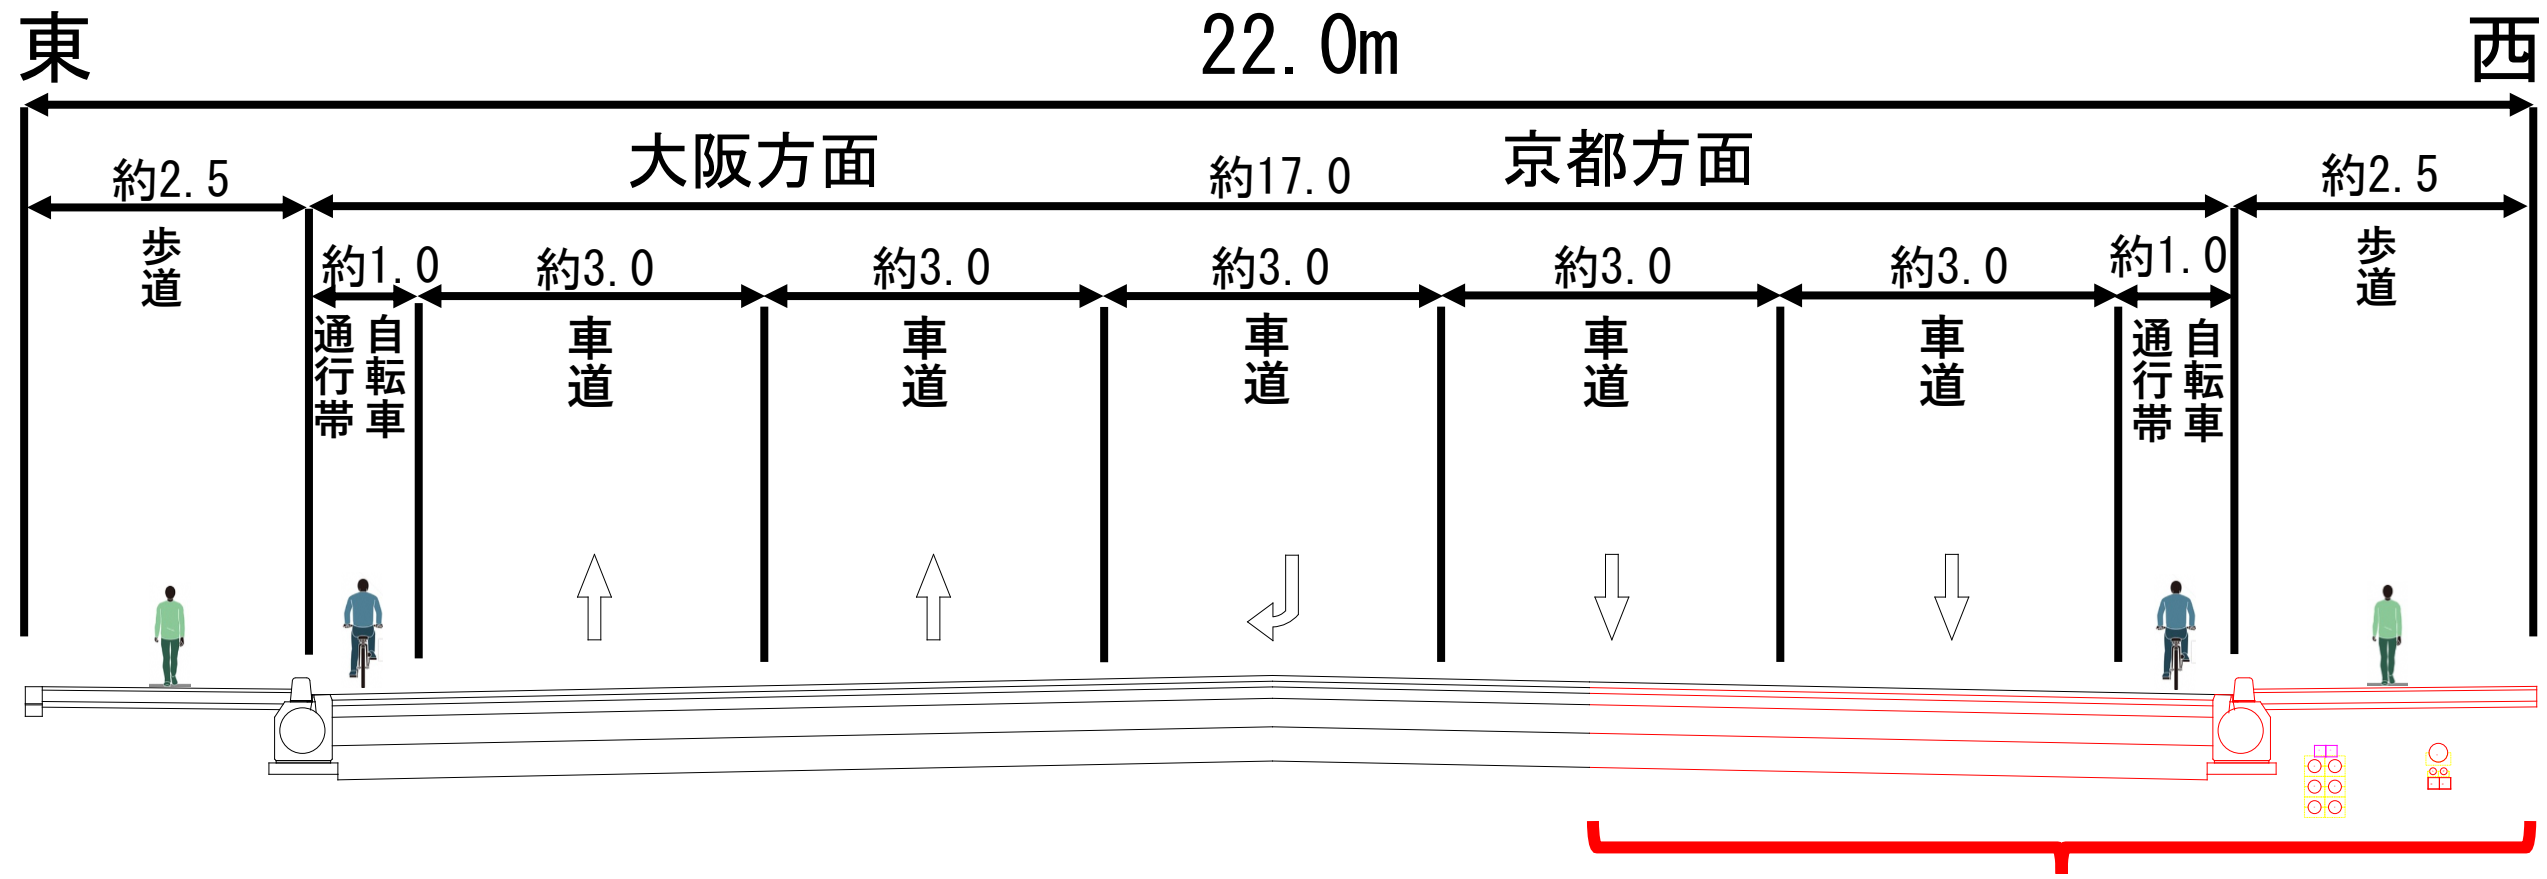 東
22.0m
西
大阪方面
京都方面
約2.5
約17.0
約2.5
歩道
約1.0
約3.0
約3.0
約3.0
約3.0
約3.0
約1.0
歩道
自転車
通行帯
車道
車道
車道
車道
車道
自転車
通行帯